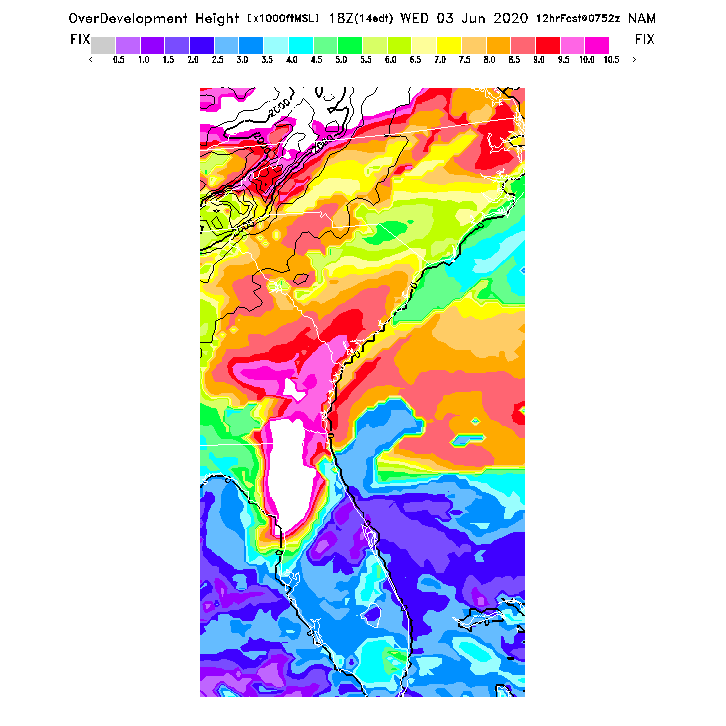 OverDevelopment Height [x1000ftMSL] 18Z(14edt) WED 03 Jun 2020 12hrFcst@0752z NAM
FIX FIX
< 0.5 1.0 1.5 2.0 2.5 3.0 3.5 4.0 4.5 5.0 5.5 6.0 6.5 7.0 7.5 8.0 8.5 9.0 9.5 10.0 10.5 >
2000
2000